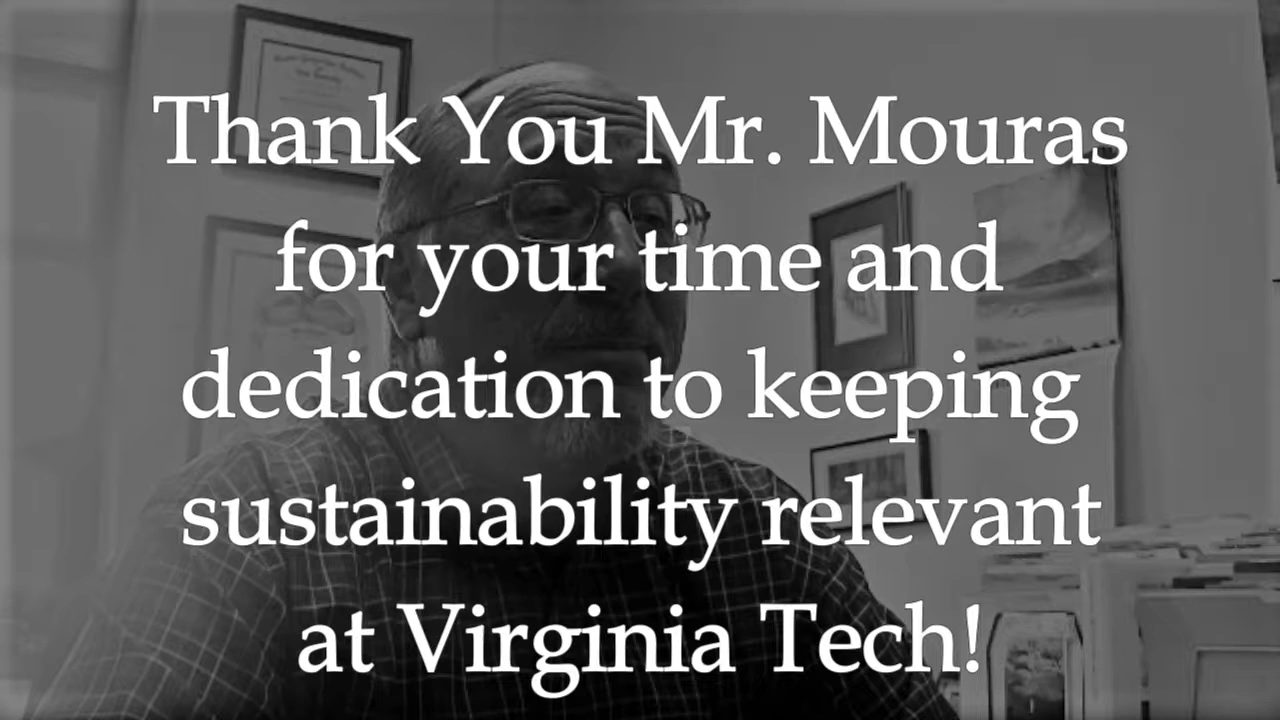 Thank You Mr. Mouras
for your time and
dedication to keeping
sustainability relevant
at Virginia Tech!